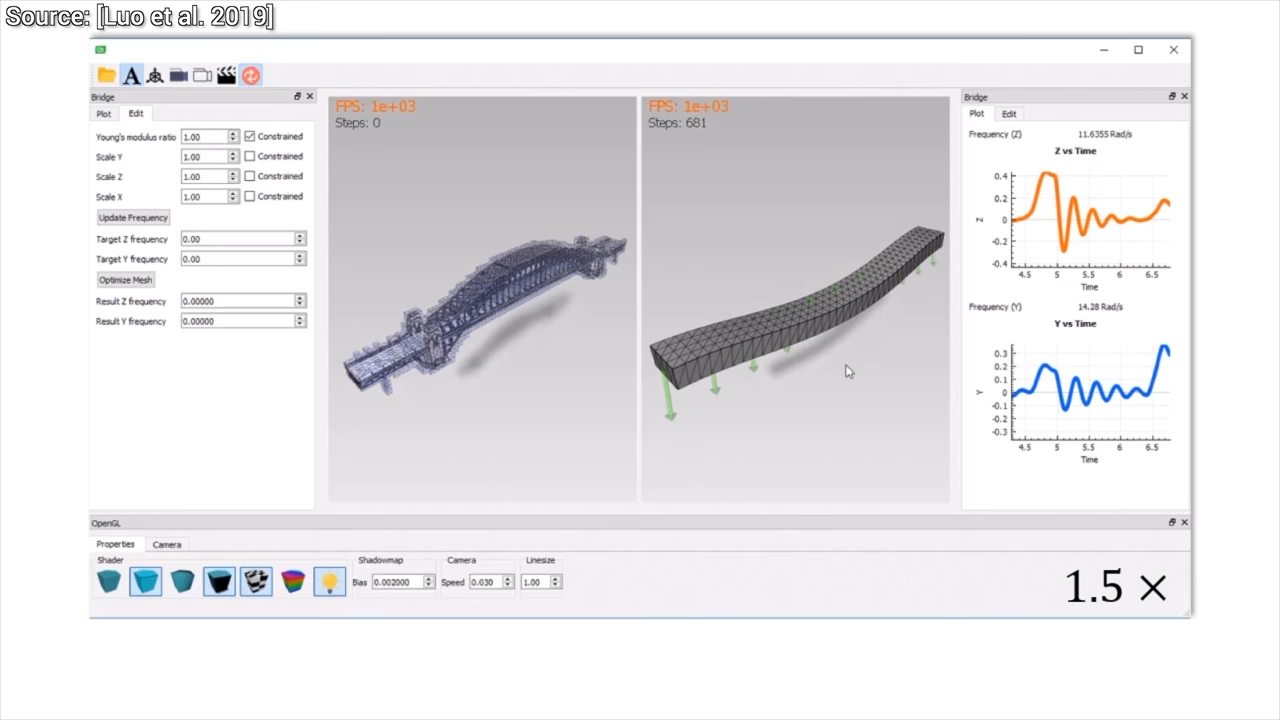 Source: [Luo et al. 2019]
A
Bridge
Plot Edit
Young's modulus ratio 1.00 Constrained
Scale Y 1.00 Constrained
Scale Z 1.00 Constrained
Scale X 1.00 Constrained
Update Frequency
Target Z frequency 0.00
Target Y frequency 0.00
Optimize Mesh
Result Z frequency 0.00000
Result Y frequency 0.00000
FPS: 1e+03
Steps: 0
FPS: 1e+03
Steps: 681
Bridge
Plot Edit
Frequency (Z) 11.6355 Rad/s
Z vs Time
0.4
0.2
0
-0.2
-0.4
Z
4.5 5 5.5 6 6.5
Time
Frequency (Y) 14.28 Rad/s
Y vs Time
0.3
0.2
0.1
0
-0.1
-0.2
-0.3
Y
4.5 5 5.5 6 6.5
Time
OpenGL
Properties Camera
Shader
Shadowmap Camera Linesize
Bias 0.002000 Speed 0.030 1.00
1.5 ×